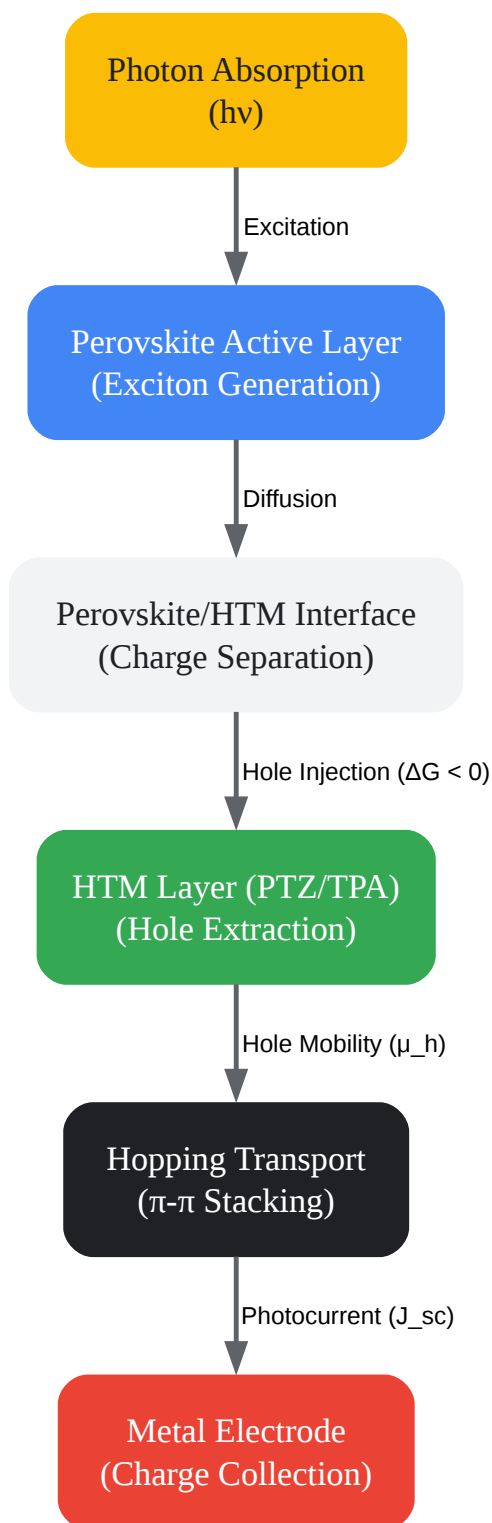 Photon Absorption
(hν)
Excitation
Perovskite Active Layer
(Exciton Generation)
Diffusion
Perovskite/HTM Interface
(Charge Separation)
Hole Injection (ΔG < 0)
HTM Layer (PTZ/TPA)
(Hole Extraction)
Hole Mobility (μ_h)
Hopping Transport
(π-π Stacking)
Photocurrent (J_sc)
Metal Electrode
(Charge Collection)